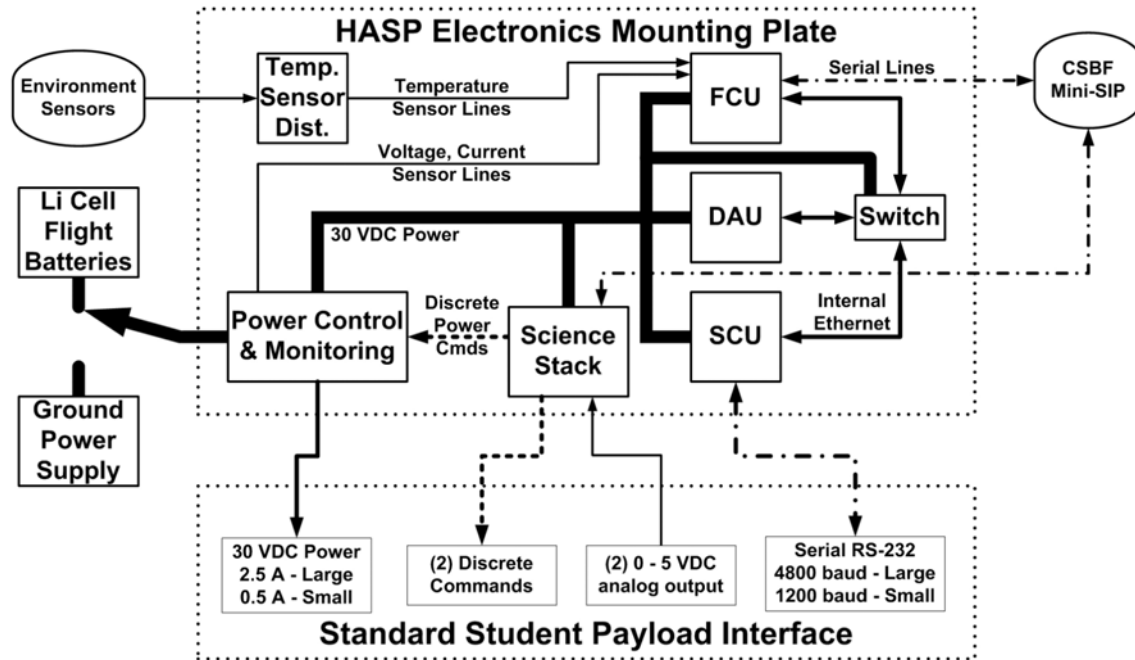 HASP Electronics Mounting Plate
Environment
Sensors
Temp.
Sensor
Dist.
Temperature
Sensor Lines
FCU
Serial Lines
CSBF
Mini-SIP
Voltage, Current
Sensor Lines
Li Cell
Flight
Batteries
30 VDC Power
DAU
Switch
Power Control
& Monitoring
Discrete
Power
Cmds
Science
Stack
SCU
Internal
Ethernet
Ground
Power
Supply
30 VDC Power
2.5 A - Large
0.5 A - Small
(2) Discrete
Commands
(2) 0 - 5 VDC
analog output
Serial RS-232
4800 baud - Large
1200 baud - Small
Standard Student Payload Interface